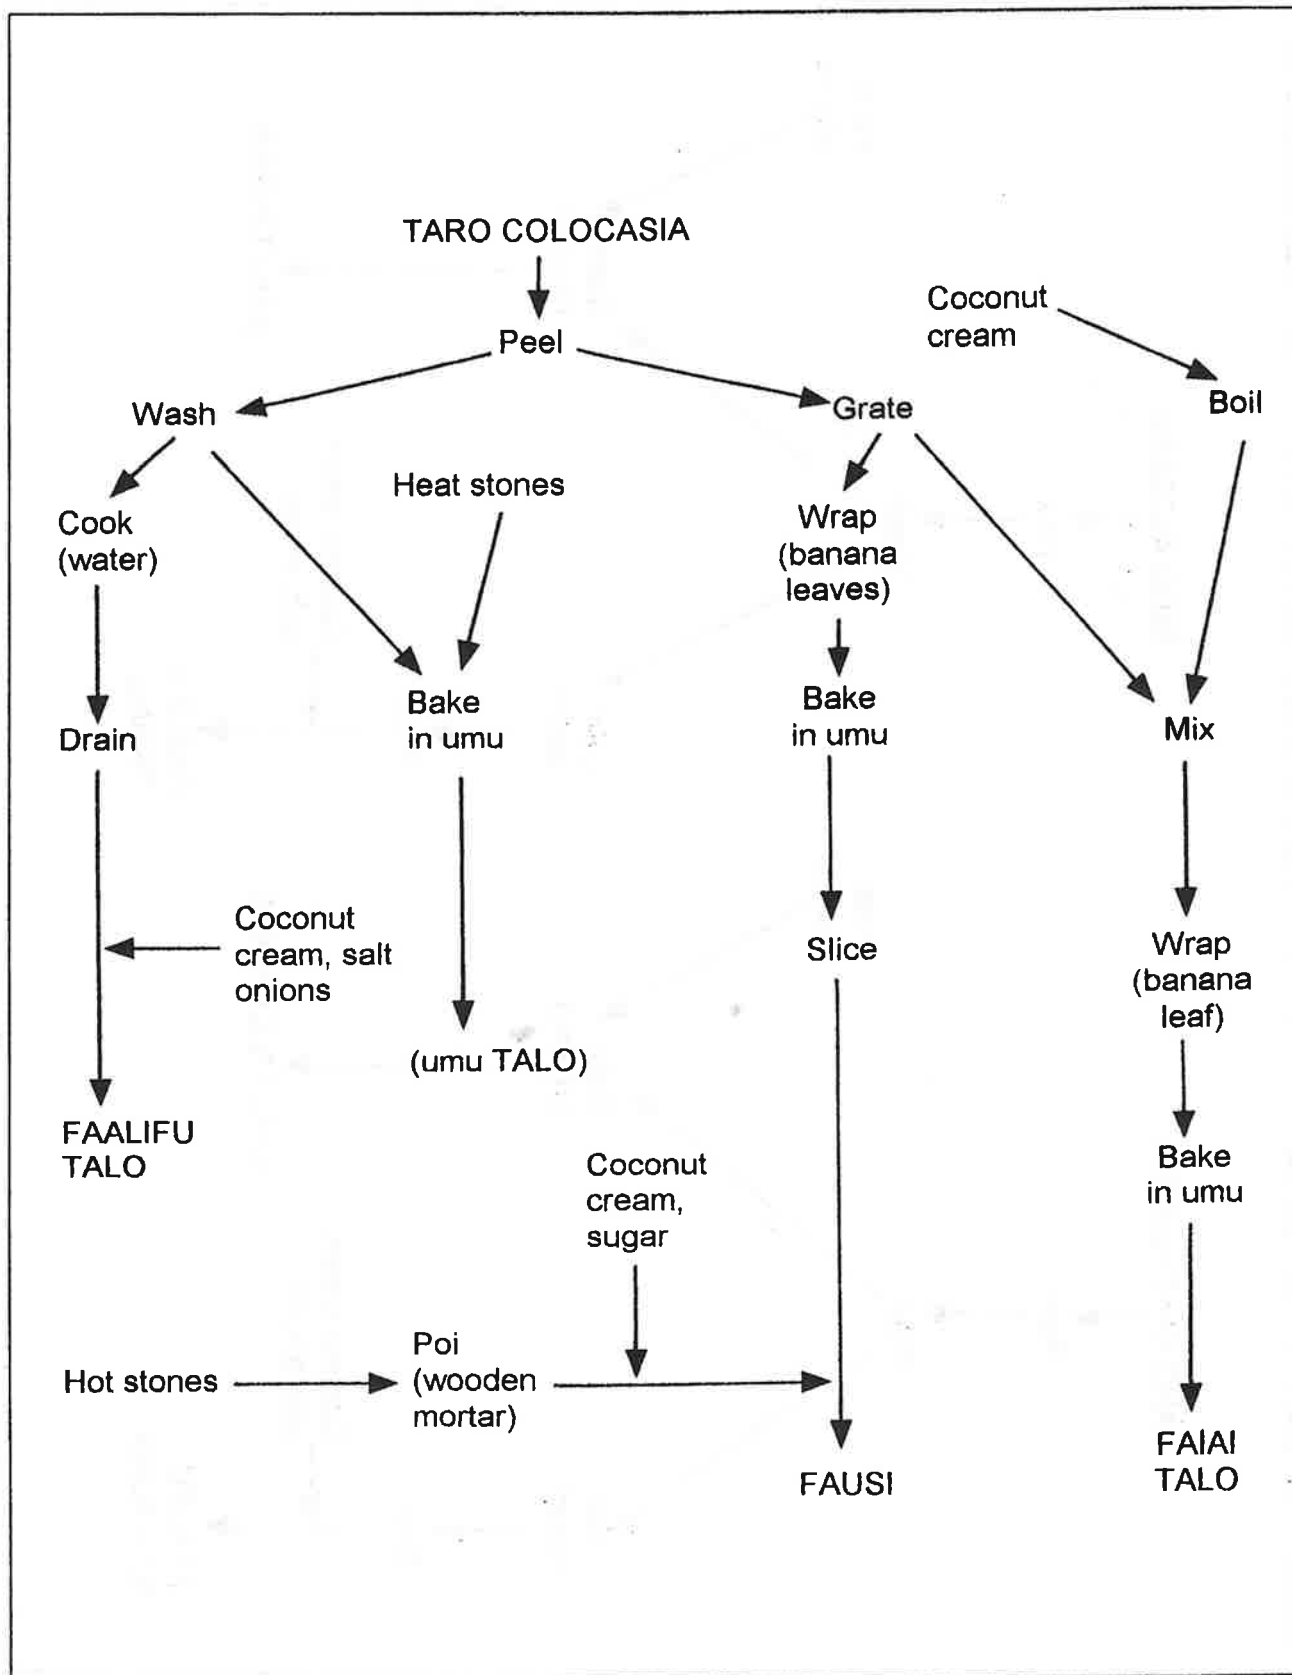 TARO COLOCASIA
Peel
Coconut
cream
Boil
Wash
Grate
Heat stones
Cook
(water)
Wrap
(banana
leaves)
Drain
Bake
in umu
Bake
in umu
Mix
Coconut
cream, salt
onions
Slice
Wrap
(banana
leaf)
(umu TALO)
FAALIFU
TALO
Coconut
cream,
sugar
Bake
in umu
Hot stones
Poi
(wooden
mortar)
FAUSI
FAIAI
TALO